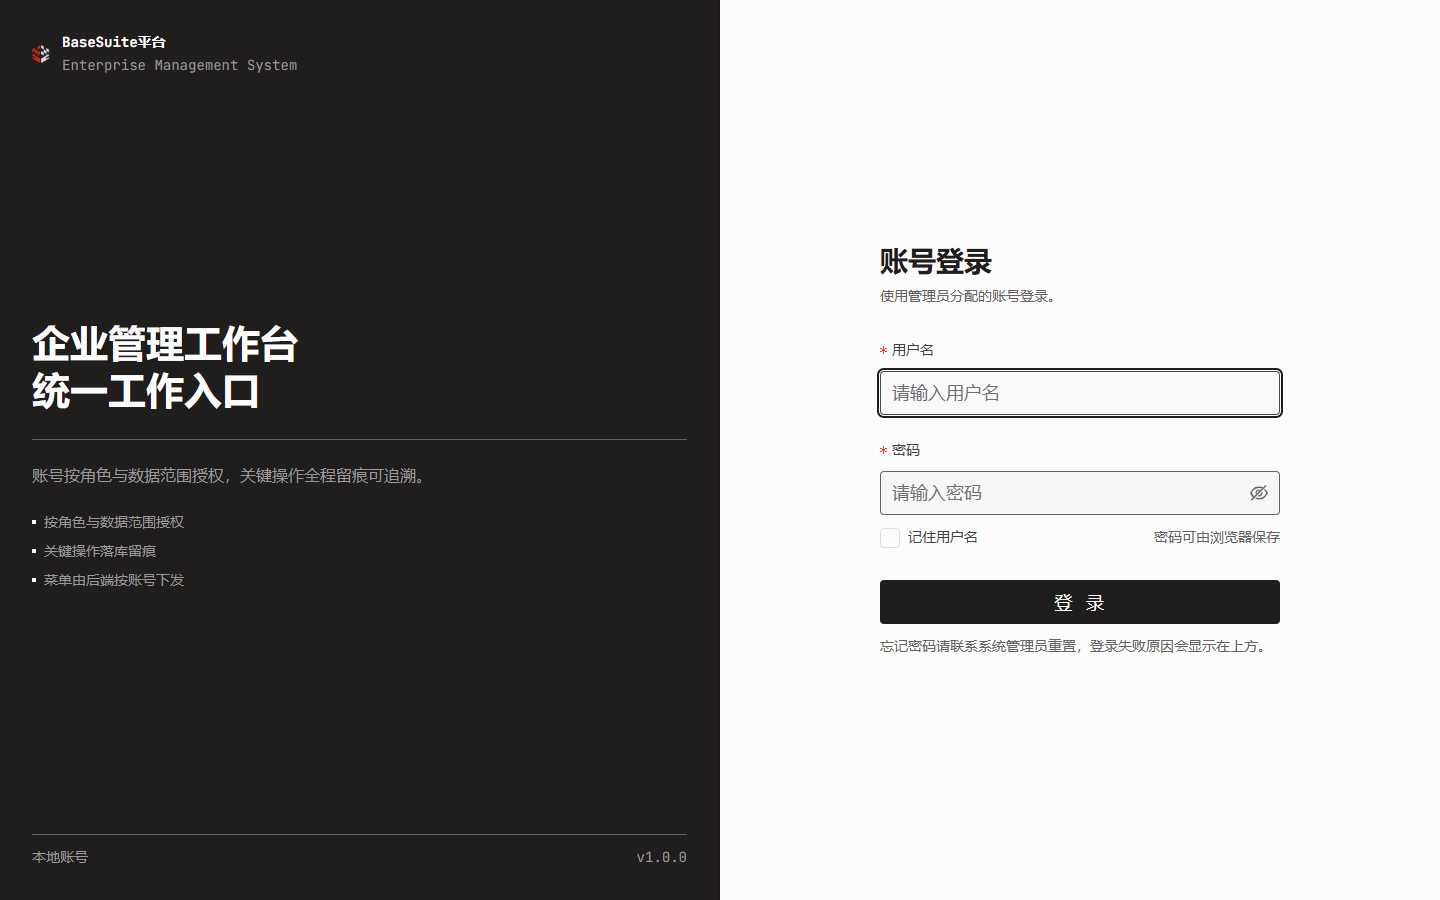 BaseSuite平台
Enterprise Management System
企业管理工作台
统一工作入口
账号按角色与数据范围授权，关键操作全程留痕可追溯。
按角色与数据范围授权
关键操作落库留痕
菜单由后端按账号下发
本地账号
v1.0.0
账号登录
使用管理员分配的账号登录。
* 用户名
请输入用户名
* 密码
请输入密码
记住用户名
密码可由浏览器保存
登 录
忘记密码请联系系统管理员重置，登录失败原因会显示在上方。